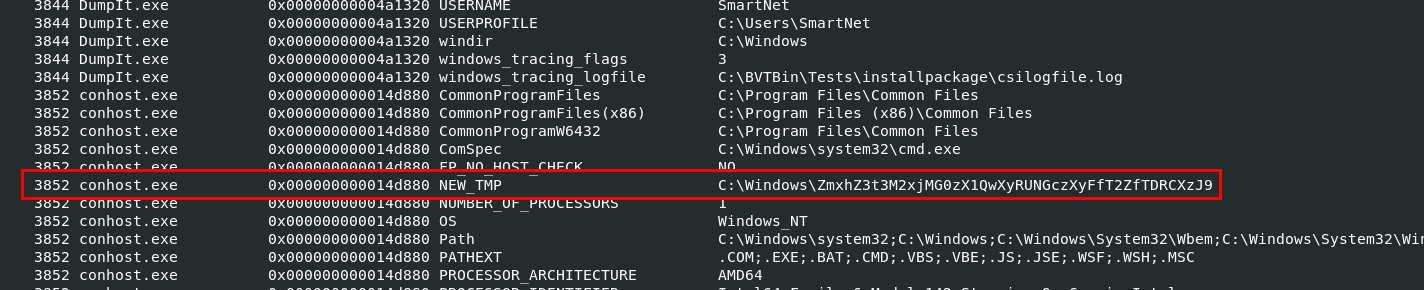 3844 DumpIt.exe 0x00000000004a1320 USERNAME SmartNet
3844 DumpIt.exe 0x00000000004a1320 USERPROFILE C:\Users\SmartNet
3844 DumpIt.exe 0x00000000004a1320 windir C:\Windows
3844 DumpIt.exe 0x00000000004a1320 windows_tracing_flags 3
3844 DumpIt.exe 0x00000000004a1320 windows_tracing_logfile C:\BVTBin\Tests\installpackage\csilogfile.log
3852 conhost.exe 0x000000000014d880 CommonProgramFiles C:\Program Files\Common Files
3852 conhost.exe 0x000000000014d880 CommonProgramFiles(x86) C:\Program Files (x86)\Common Files
3852 conhost.exe 0x000000000014d880 CommonProgramW6432 C:\Program Files\Common Files
3852 conhost.exe 0x000000000014d880 ComSpec C:\Windows\system32\cmd.exe
3852 conhost.exe 0x000000000014d880 FP_NO_HOST_CHECK NO
3852 conhost.exe 0x000000000014d880 NEW_TMP C:\Windows\ZmxhZ3t3M2xjMG0zX1QwXyRUNGczXyFfT2ZfTDRCXzJ9
3852 conhost.exe 0x000000000014d880 NUMBER_OF_PROCESSORS 1
3852 conhost.exe 0x000000000014d880 OS Windows_NT
3852 conhost.exe 0x000000000014d880 Path C:\Windows\system32;C:\Windows;C:\Windows\System32\Wbem;C:\Windows\System32\Win
3852 conhost.exe 0x000000000014d880 PATHEXT .COM;.EXE;.BAT;.CMD;.VBS;.VBE;.JS;.JSE;.WSF;.WSH;.MSC
3852 conhost.exe 0x000000000014d880 PROCESSOR_ARCHITECTURE AMD64